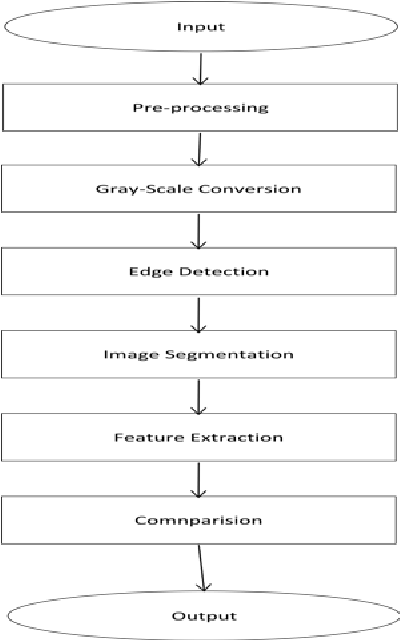 Input
Pre-processing
Gray-Scale Conversion
Edge Detection
Image Segmentation
Feature Extraction
Comnparision
Output